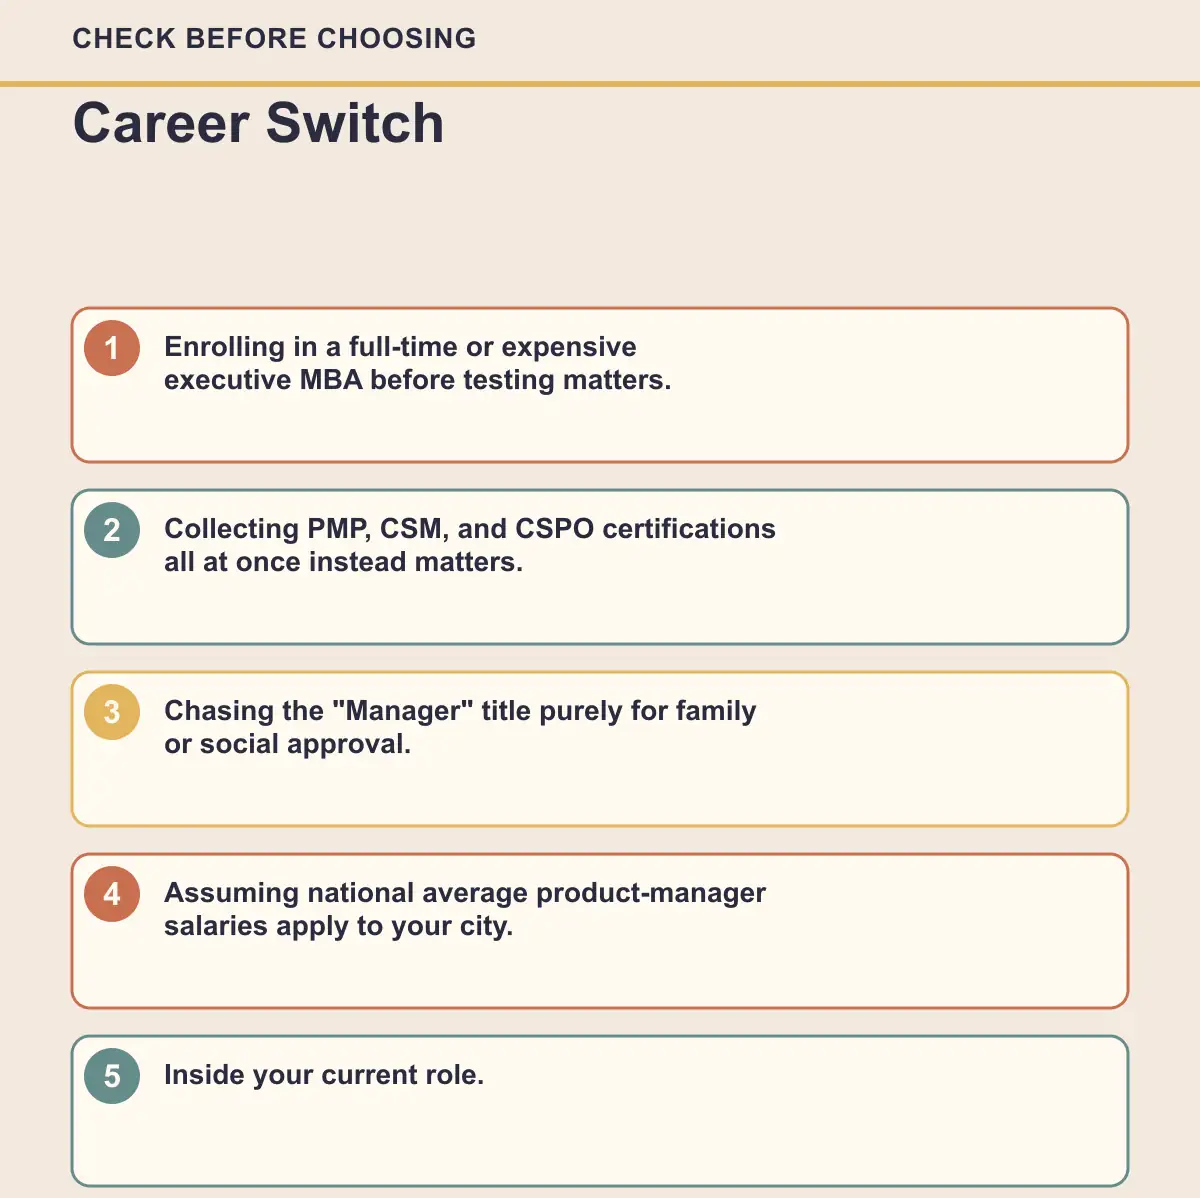 CHECK BEFORE CHOOSING
Career Switch
1
Enrolling in a full-time or expensive
executive MBA before testing matters.
2
Collecting PMP, CSM, and CSPO certifications
all at once instead matters.
3
Chasing the "Manager" title purely for family
or social approval.
4
Assuming national average product-manager
salaries apply to your city.
5
Inside your current role.